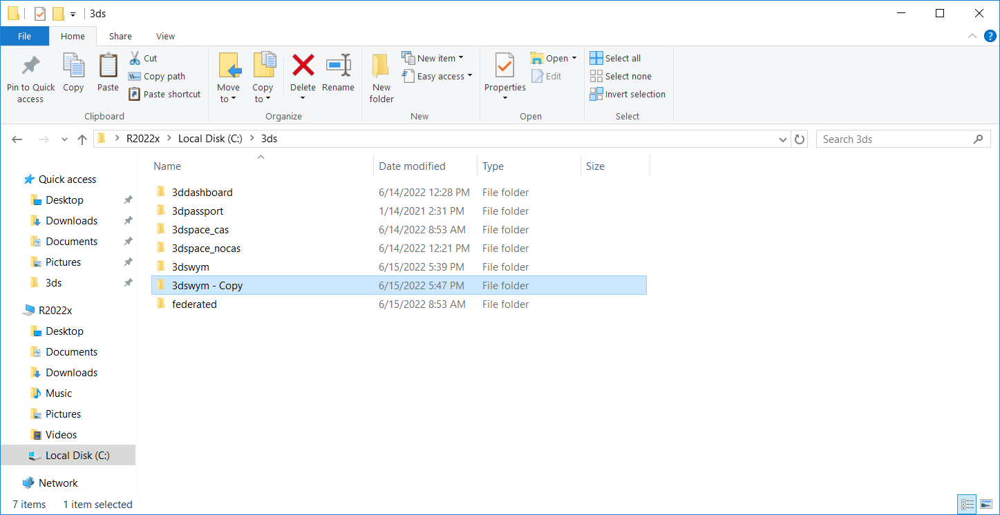 3ds
File Home Share View
Pin to Quick access
Copy
Paste
Cut
Copy path
Paste shortcut
Clipboard
Move to
Copy to
Delete
Rename
Organize
New folder
New item
Easy access
New
Properties
Open
Edit
Open
Select all
Select none
Invert selection
Select
R2022x > Local Disk (C:) > 3ds
Search 3ds
Quick access
Desktop
Downloads
Documents
Pictures
3ds
R2022x
Desktop
Documents
Downloads
Music
Pictures
Videos
Local Disk (C:)
Network
Name Date modified Type Size
3ddashboard 6/14/2022 12:28 PM File folder
3dpassport 1/14/2021 2:31 PM File folder
3dspace_cas 6/14/2022 8:53 AM File folder
3dspace_nocas 6/14/2022 12:21 PM File folder
3dswym 6/15/2022 5:39 PM File folder
3dswym - Copy 6/15/2022 5:47 PM File folder
federated 6/15/2022 8:53 AM File folder
7 items 1 item selected